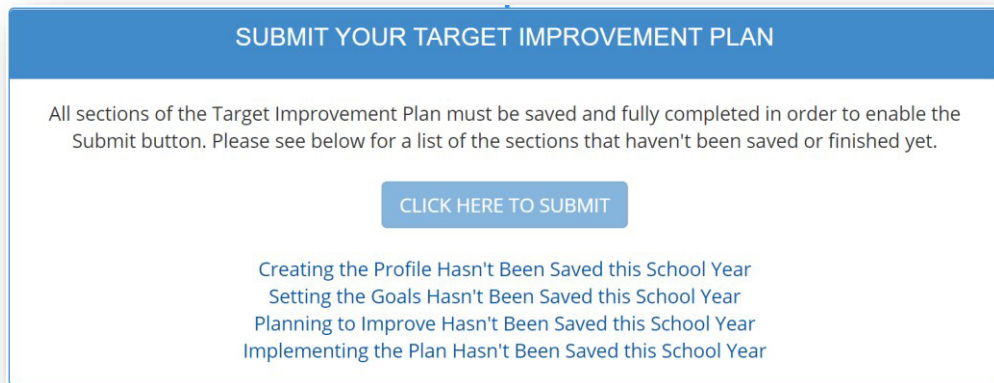 SUBMIT YOUR TARGET IMPROVEMENT PLAN
All sections of the Target Improvement Plan must be saved and fully completed in order to enable the
Submit button. Please see below for a list of the sections that haven't been saved or finished yet.
CLICK HERE TO SUBMIT
Creating the Profile Hasn't Been Saved this School Year
Setting the Goals Hasn't Been Saved this School Year
Planning to Improve Hasn't Been Saved this School Year
Implementing the Plan Hasn't Been Saved this School Year